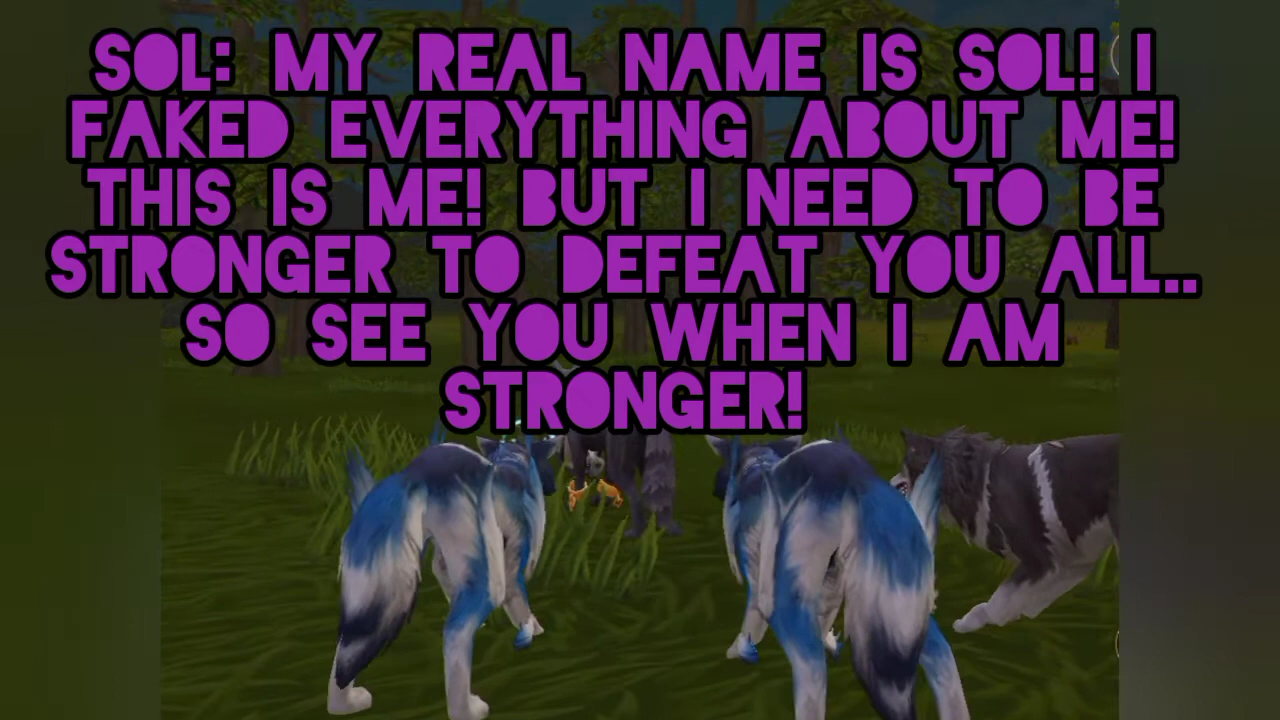 SOL: MY REAL NAME IS SOL! I
FAKED EVERYTHING ABOUT ME!
THIS IS ME! BUT I NEED TO BE
STRONGER TO DEFEAT YOU ALL..
SO SEE YOU WHEN I AM
STRONGER!